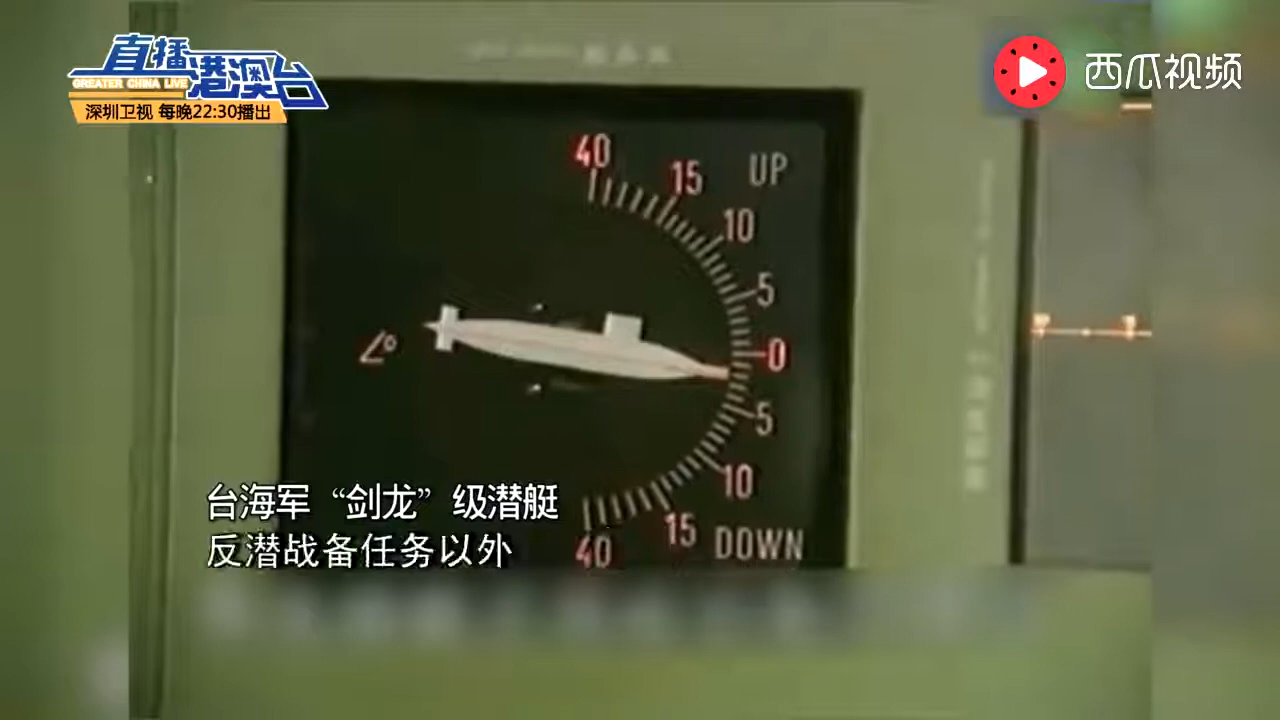 直播港澳台
GREATER CHINA LIVE
深圳卫视 每晚22:30播出
西瓜视频
40
15
UP
10
5
∠°
0
5
10
15
DOWN
40
台海军“剑龙”级潜艇
反潜战备任务以外